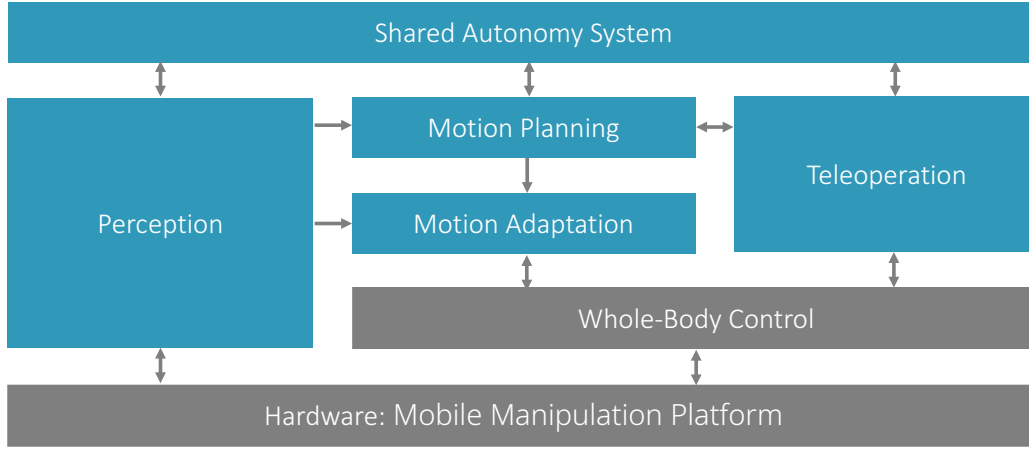 Shared Autonomy System
Motion Planning
Teleoperation
Perception
Motion Adaptation
Whole-Body Control
Hardware: Mobile Manipulation Platform